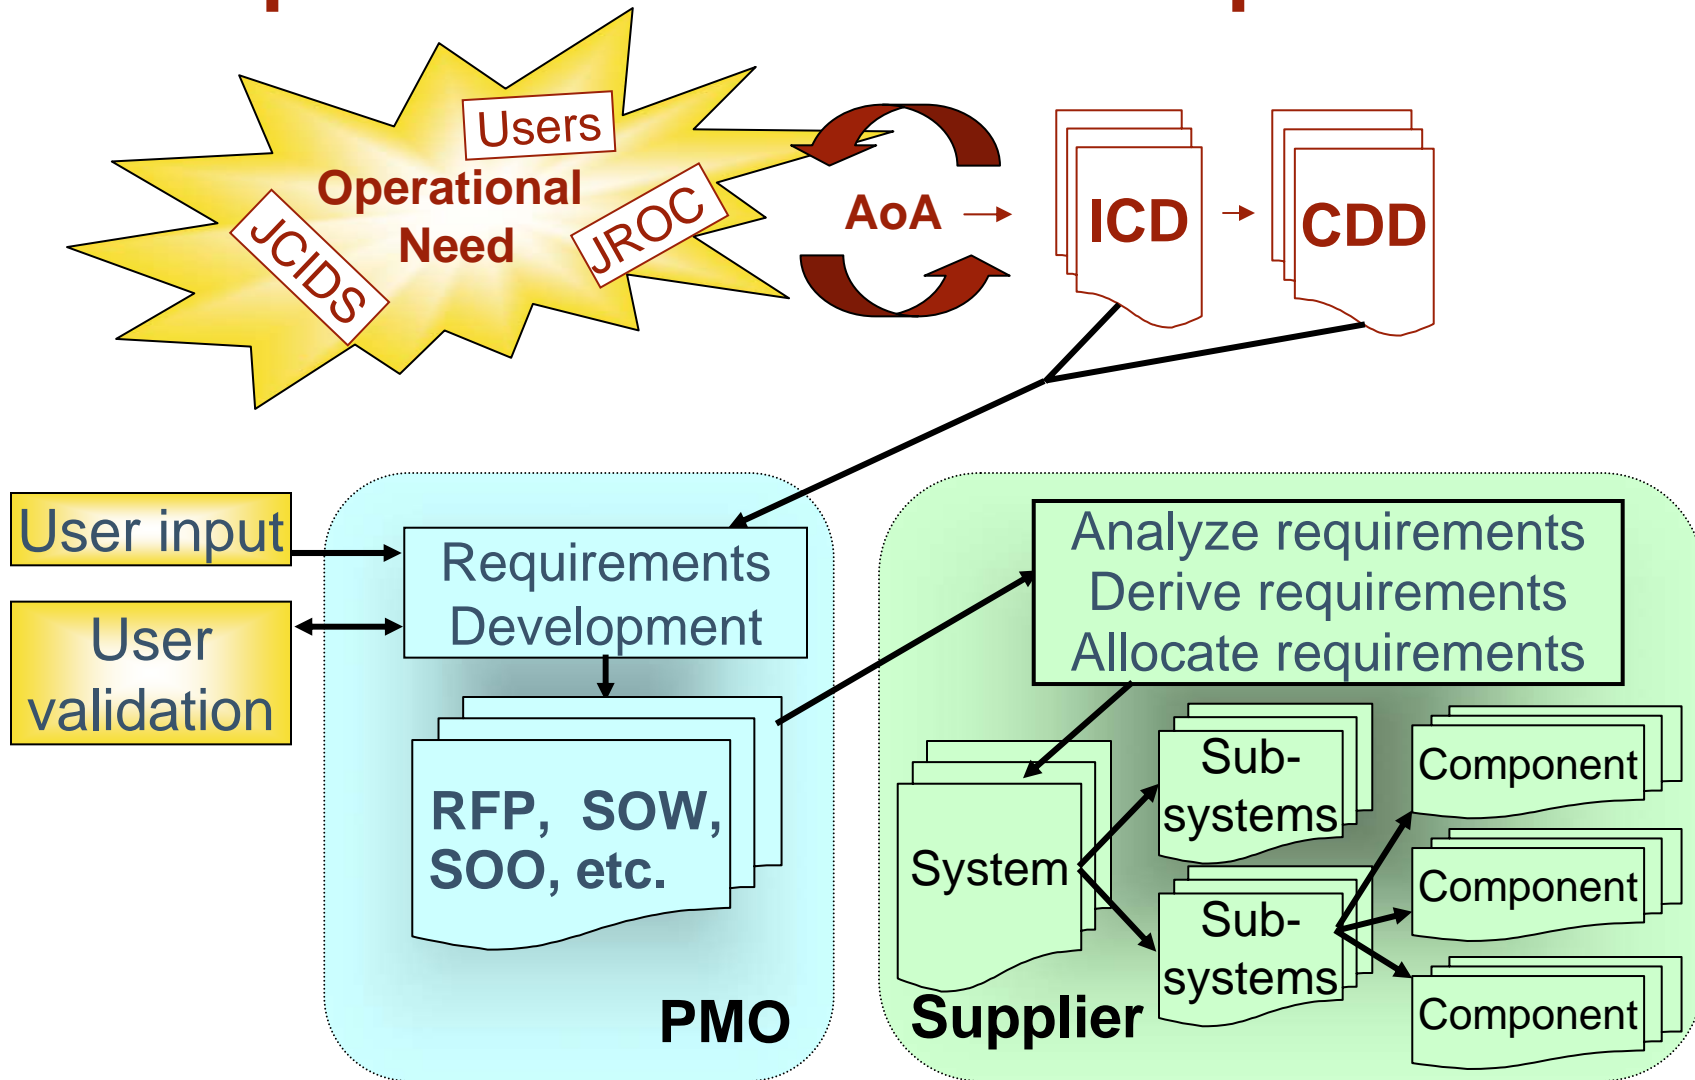 Users
Operational
Need
JCIDS
JROC
AoA
ICD
CDD
User input
User
validation
Requirements
Development
RFP, SOW,
SOO, etc.
PMO
Analyze requirements
Derive requirements
Allocate requirements
System
Sub-
systems
Sub-
systems
Component
Component
Component
Supplier